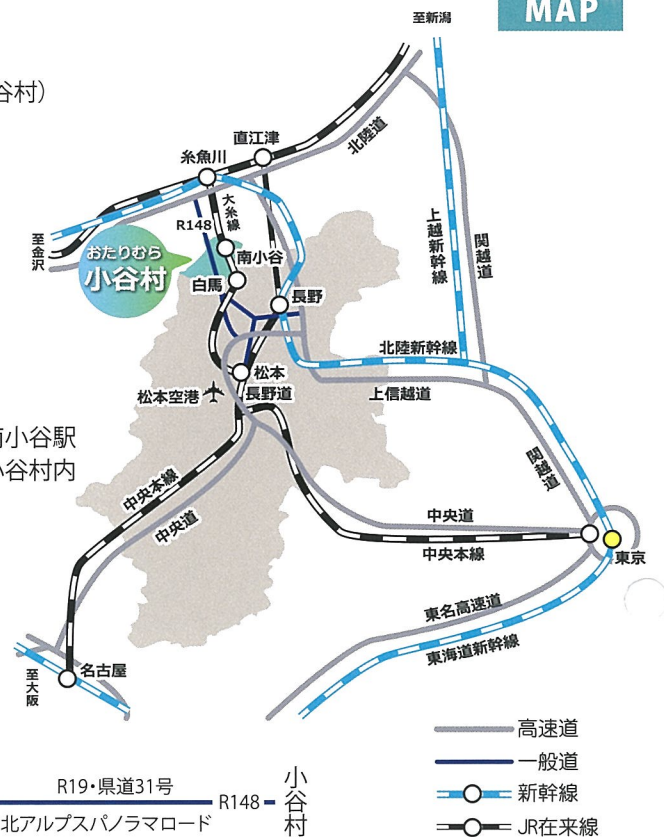 MAP
至新潟
谷村）
直江津
北陸道
糸魚川
大糸線
R148
至金沢
おたりむら
小谷村
南小谷
白馬
長野
上越新幹線
関越道
北陸新幹線
松本
松本空港
長野道
上信越道
南小谷駅
小谷村内
関越道
中央本線
中央道
中央道
中央本線
東京
東名高速道
東海道新幹線
至大阪
名古屋
高速道
一般道
新幹線
JR在来線
R19・県道31号
R148
小谷村
北アルプスパノラマロード